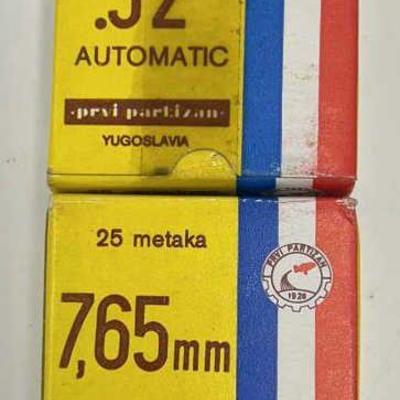 .32
AUTOMATIC
·prvi partizan·
YUGOSLAVIA
25 metaka
PRVI PARTIZAN
1928
7,65mm